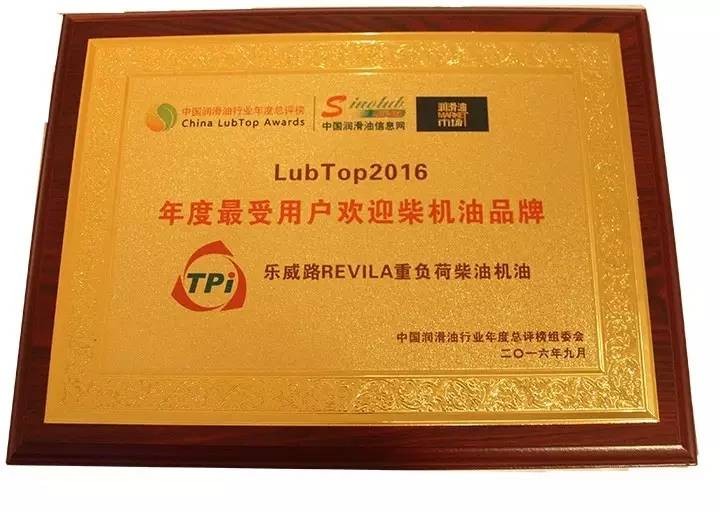 中国润滑油行业年度总评榜
China LubTop Awards
Sinolub
中国润滑油信息网
润滑油
MARKET
市场
LubTop2016
年度最受用户欢迎柴机油品牌
TPi
乐威路REVILA重负荷柴油机油
中国润滑油行业年度总评榜组委会
二〇一六年九月